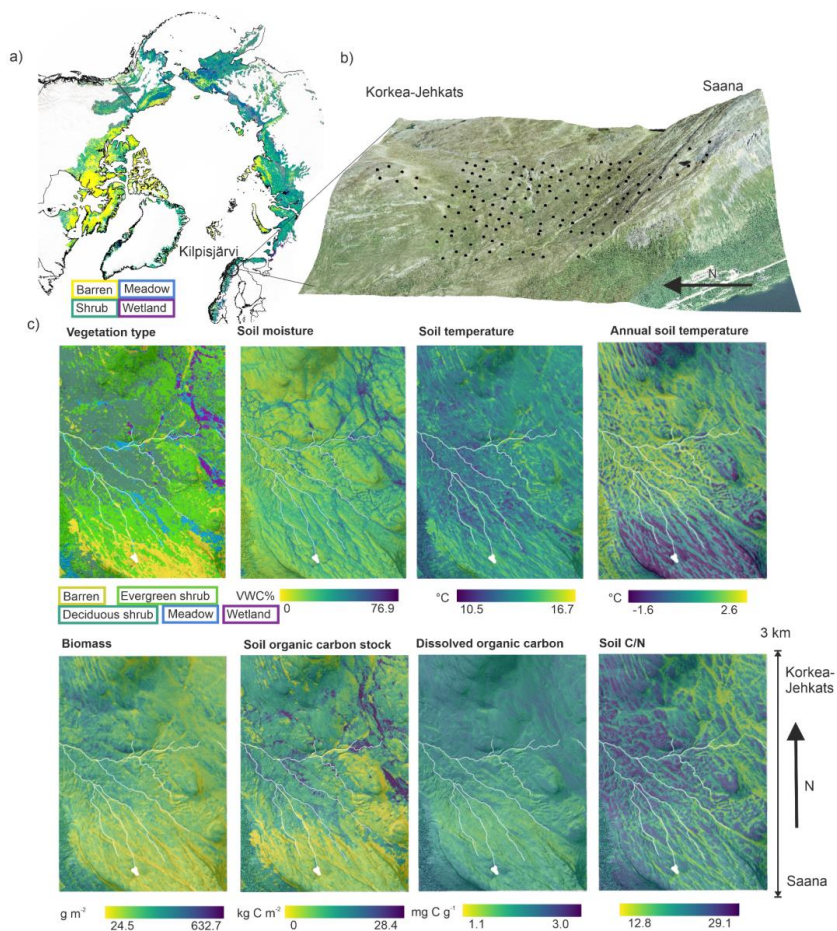 a)
b)
Korkea-Jehkats
Saana
Kilpisjärvi
N
Barren
Meadow
Shrub
Wetland
c)
Vegetation type
Soil moisture
Soil temperature
Annual soil temperature
Barren
Evergreen shrub
Deciduous shrub
Meadow
Wetland
VWC%
0
76.9
°C
10.5
16.7
°C
-1.6
2.6
Biomass
Soil organic carbon stock
Dissolved organic carbon
Soil C/N
3 km
Korkea-
Jehkats
N
Saana
g m⁻²
24.5
632.7
kg C m⁻²
0
28.4
mg C g⁻¹
1.1
3.0
12.8
29.1